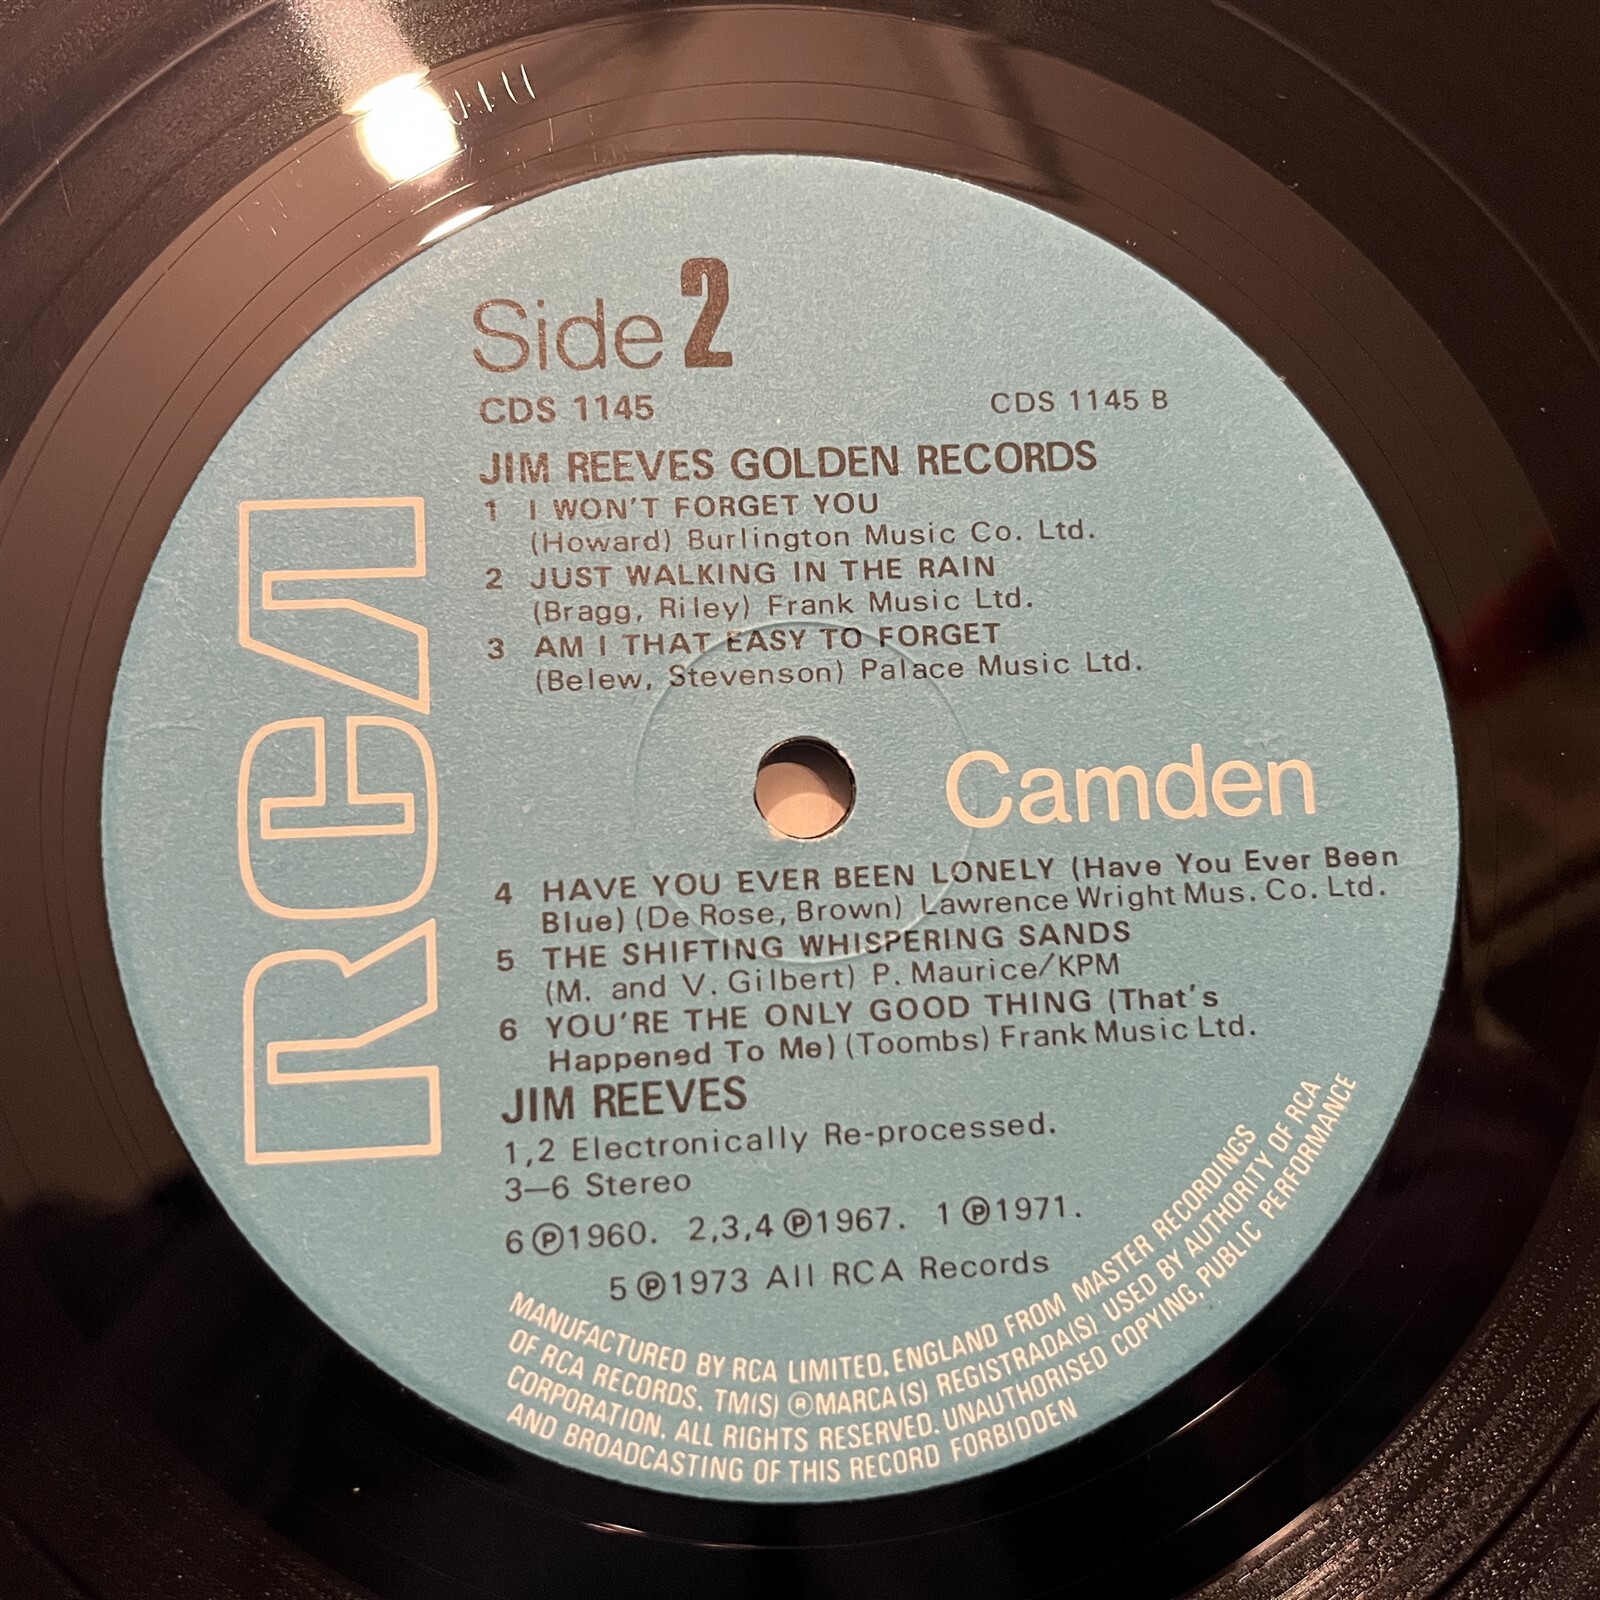 Side 2
CDS 1145
CDS 1145 B
JIM REEVES GOLDEN RECORDS
1 I WON'T FORGET YOU
(Howard) Burlington Music Co. Ltd.
2 JUST WALKING IN THE RAIN
(Bragg, Riley) Frank Music Ltd.
3 AM I THAT EASY TO FORGET
(Belew, Stevenson) Palace Music Ltd.
RCA
Camden
4 HAVE YOU EVER BEEN LONELY (Have You Ever Been
Blue) (De Rose, Brown) Lawrence Wright Mus. Co. Ltd.
5 THE SHIFTING WHISPERING SANDS
(M. and V. Gilbert) P. Maurice/KPM
6 YOU'RE THE ONLY GOOD THING (That's
Happened To Me) (Toombs) Frank Music Ltd.
JIM REEVES
1,2 Electronically Re-processed.
3—6 Stereo
6 ℗1960. 2,3,4 ℗1967. 1 ℗1971.
5 ℗1973 All RCA Records
MANUFACTURED BY RCA LIMITED, ENGLAND FROM MASTER RECORDINGS
OF RCA RECORDS. TM(S) ® MARCA(S) REGISTRADA(S) USED BY AUTHORITY OF RCA
CORPORATION. ALL RIGHTS RESERVED. UNAUTHORISED COPYING, PUBLIC PERFORMANCE
AND BROADCASTING OF THIS RECORD FORBIDDEN